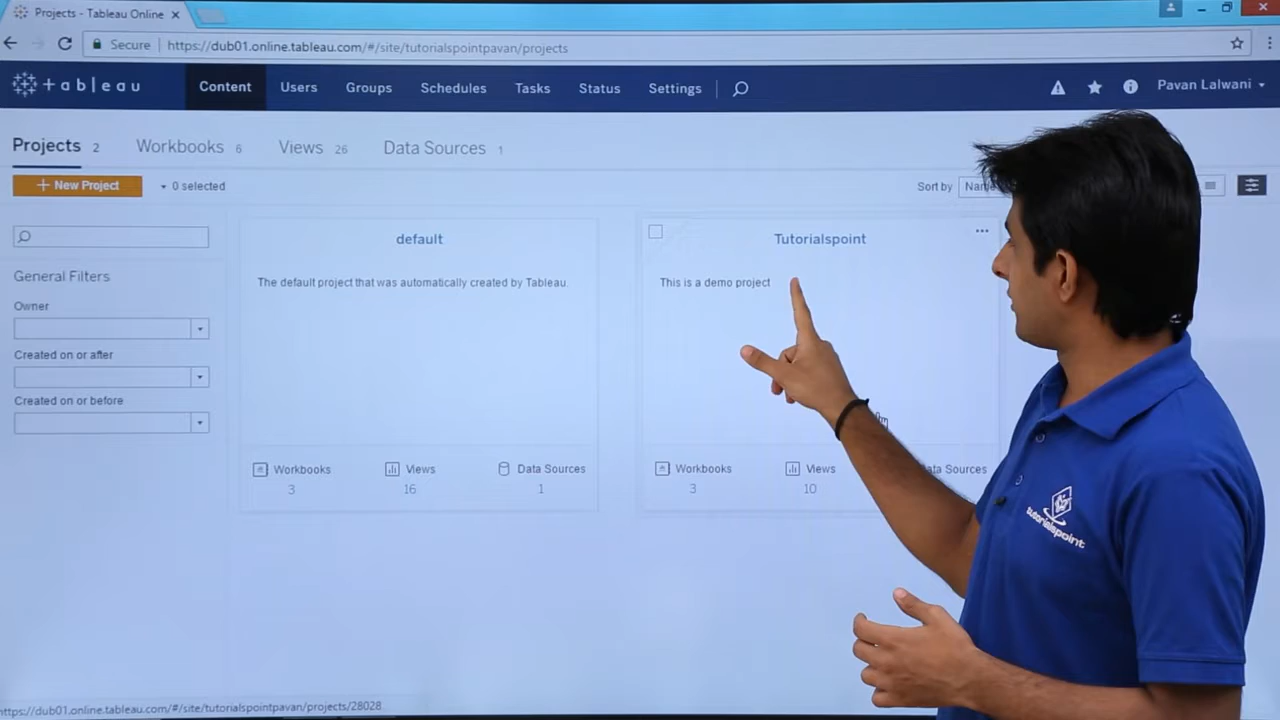 Projects - Tableau Online
Secure https://dub01.online.tableau.com/#/site/tutorialspointpavan/projects
+ableau Content Users Groups Schedules Tasks Status Settings Pavan Lalwani
Projects 2 Workbooks 6 Views 26 Data Sources 1
+ New Project 0 selected Sort by
default Tutorialspoint
The default project that was automatically created by Tableau. This is a demo project
General Filters
Owner
Created on or after
Created on or before
Workbooks Views Data Sources Workbooks Views Data Sources
3 16 1 3 10
tutorialspoint
https://dub01.online.tableau.com/#/site/tutorialspointpavan/projects/28028